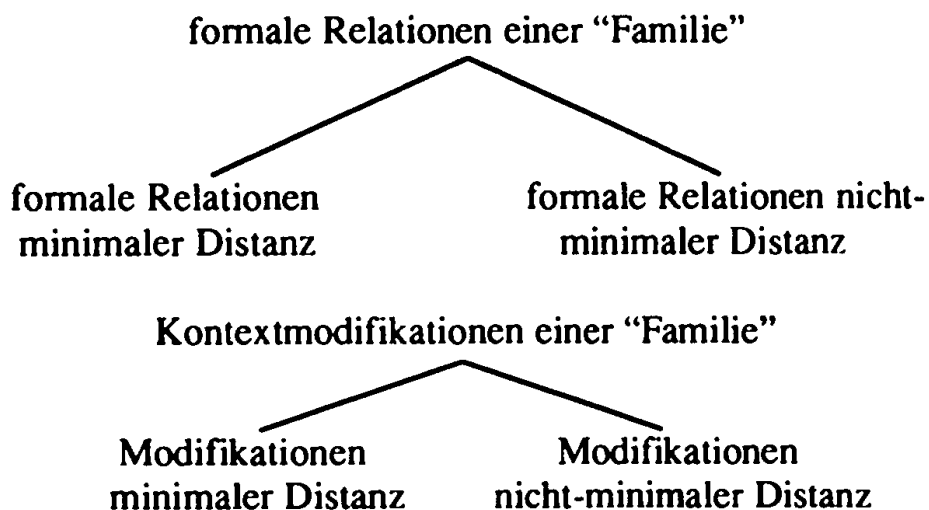 formale Relationen einer “Familie”
formale Relationen
minimaler Distanz
formale Relationen nicht-
minimaler Distanz
Kontextmodifikationen einer “Familie”
Modifikationen
minimaler Distanz
Modifikationen
nicht-minimaler Distanz